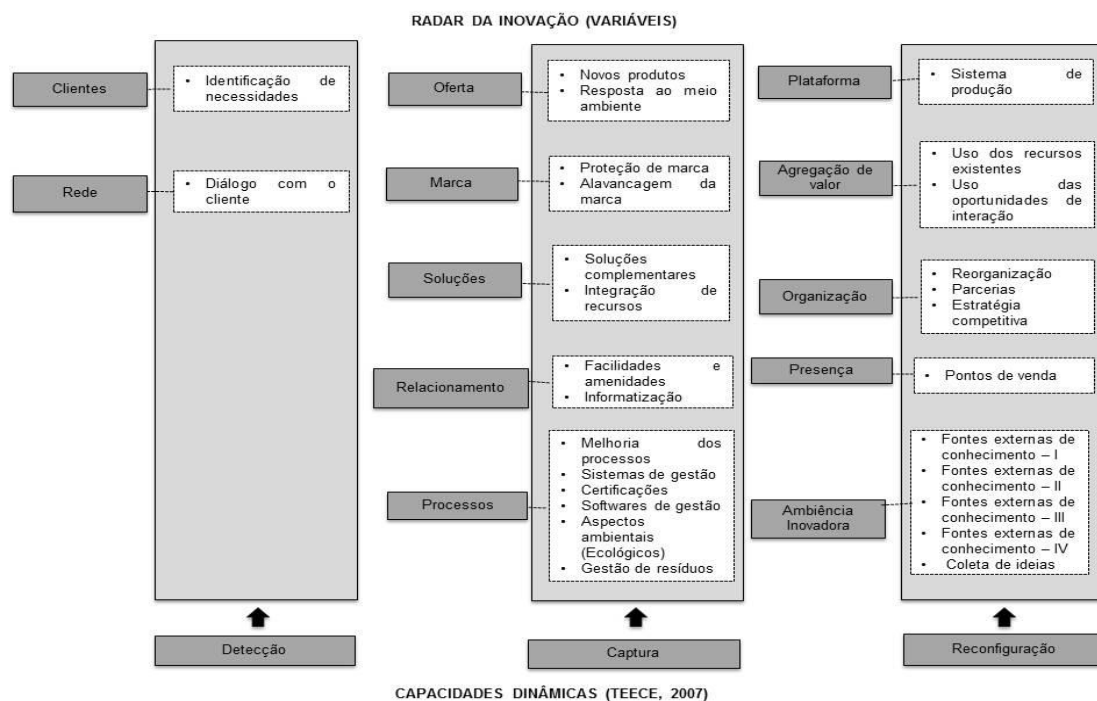 RADAR DA INOVAÇÃO (VARIÁVEIS)
Clientes
• Identificação de
necessidades
Rede
• Diálogo com o
cliente
Detecção
Oferta
• Novos produtos
• Resposta ao meio
ambiente
Marca
• Proteção de marca
• Alavancagem da
marca
Soluções
• Soluções
complementares
• Integração de
recursos
Relacionamento
• Facilidades e
amenidades
• Informatização
Processos
• Melhoria dos
processos
• Sistemas de gestão
• Certificações
• Softwares de gestão
• Aspectos
ambientais
(Ecológicos)
• Gestão de resíduos
Captura
Plataforma
• Sistema de
produção
Agregação de
valor
• Uso dos recursos
existentes
• Uso das
oportunidades de
interação
Organização
• Reorganização
• Parcerias
• Estratégia
competitiva
Presença
• Pontos de venda
Ambiência
Inovadora
• Fontes externas de
conhecimento – I
• Fontes externas de
conhecimento – II
• Fontes externas de
conhecimento – III
• Fontes externas de
conhecimento – IV
• Coleta de ideias
Reconfiguração
CAPACIDADES DINÂMICAS (TEECE, 2007)